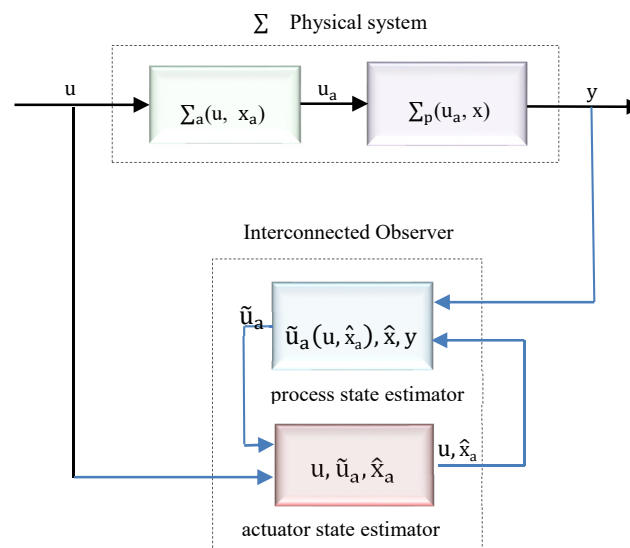 ∑ Physical system
u
∑ₐ(u, xₐ)
uₐ
∑ₚ(uₐ, x)
y
Interconnected Observer
ũₐ
ũₐ(u, x̂ₐ), x̂, y
process state estimator
u, ũₐ, x̂ₐ
u, x̂ₐ
actuator state estimator